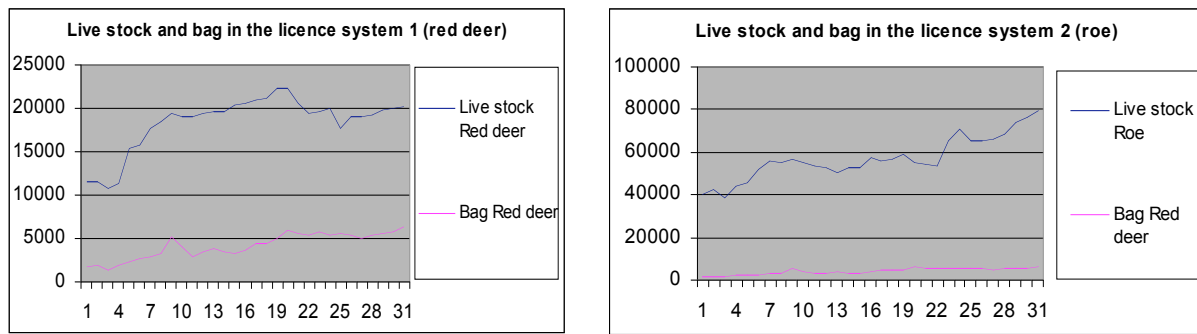 Live stock and bag in the licence system 1 (red deer)
25000
20000
15000
10000
5000
0
1 4 7 10 13 16 19 22 25 28 31
Live stock
Red deer
Bag Red deer
Live stock and bag in the licence system 2 (roe)
100000
80000
60000
40000
20000
0
1 4 7 10 13 16 19 22 25 28 31
Live stock
Roe
Bag Red
deer